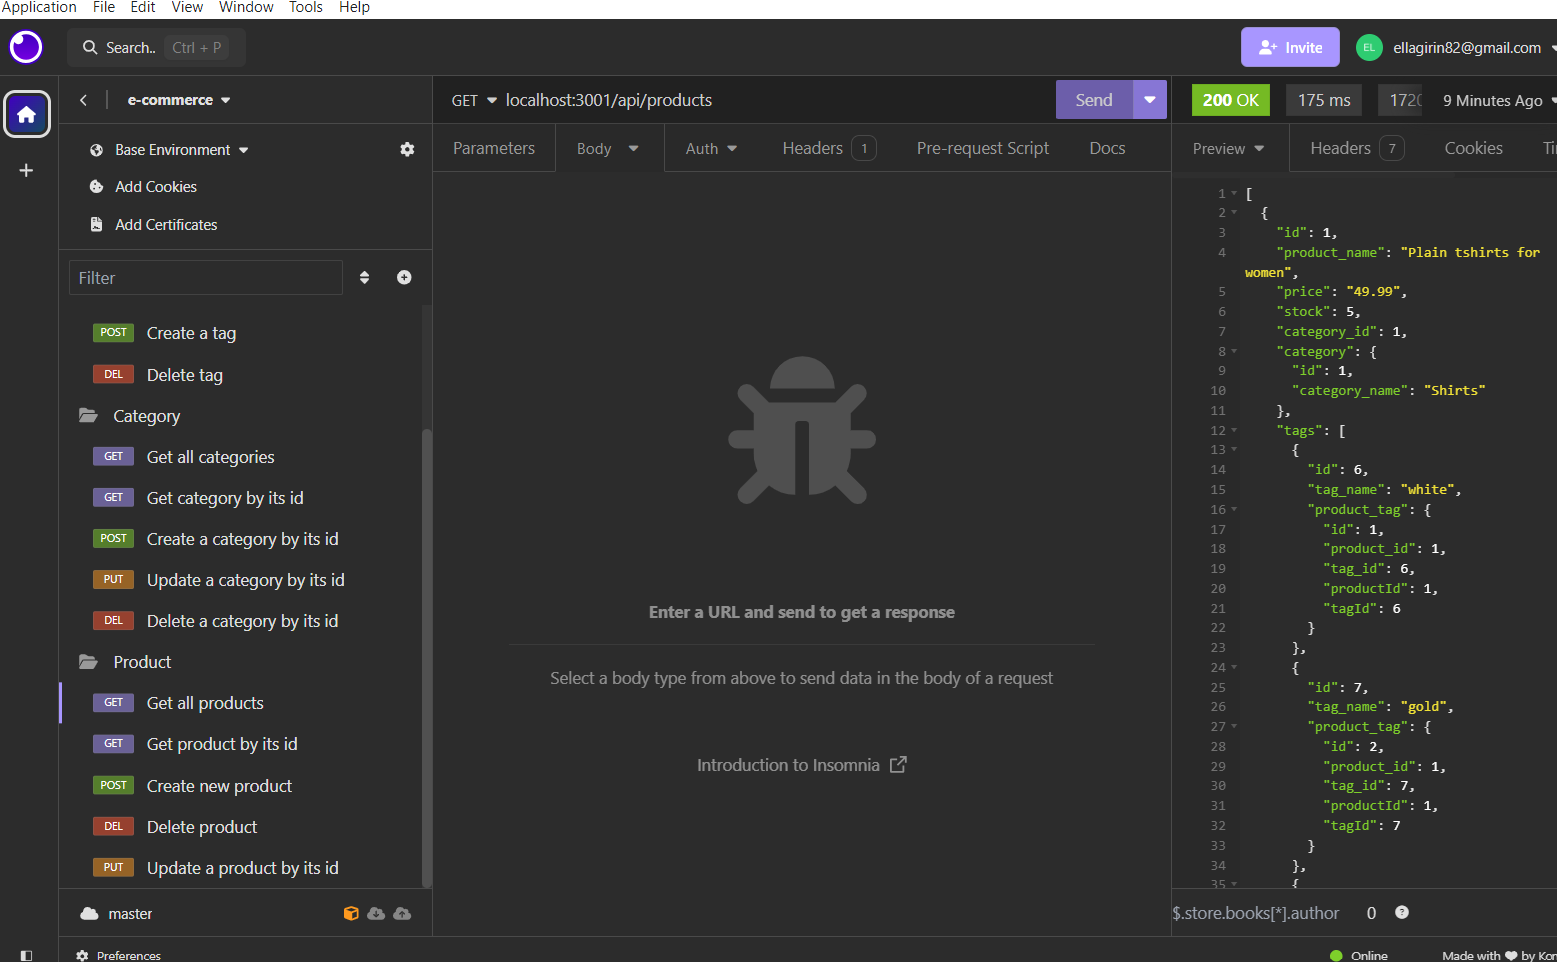 Application File Edit View Window Tools Help
Search.. Ctrl + P
Invite
EL ellagirin82@gmail.com
e-commerce
Base Environment
Add Cookies
Add Certificates
Filter
POST Create a tag
DEL Delete tag
Category
GET Get all categories
GET Get category by its id
POST Create a category by its id
PUT Update a category by its id
DEL Delete a category by its id
Product
GET Get all products
GET Get product by its id
POST Create new product
DEL Delete product
PUT Update a product by its id
master
Preferences
GET localhost:3001/api/products
Send
Parameters Body Auth Headers 1 Pre-request Script Docs
Enter a URL and send to get a response
Select a body type from above to send data in the body of a request
Introduction to Insomnia
200 OK 175 ms 172 9 Minutes Ago
Preview Headers 7 Cookies Ti
1 [
2 {
3 "id": 1,
4 "product_name": "Plain tshirts for
women",
5 "price": "49.99",
6 "stock": 5,
7 "category_id": 1,
8 "category": {
9 "id": 1,
10 "category_name": "Shirts"
11 },
12 "tags": [
13 {
14 "id": 6,
15 "tag_name": "white",
16 "product_tag": {
17 "id": 1,
18 "product_id": 1,
19 "tag_id": 6,
20 "productId": 1,
21 "tagId": 6
22 }
23 },
24 {
25 "id": 7,
26 "tag_name": "gold",
27 "product_tag": {
28 "id": 2,
29 "product_id": 1,
30 "tag_id": 7,
31 "productId": 1,
32 "tagId": 7
33 }
34 },
35 {
$.store.books[*].author 0
Online
Made with by Kon